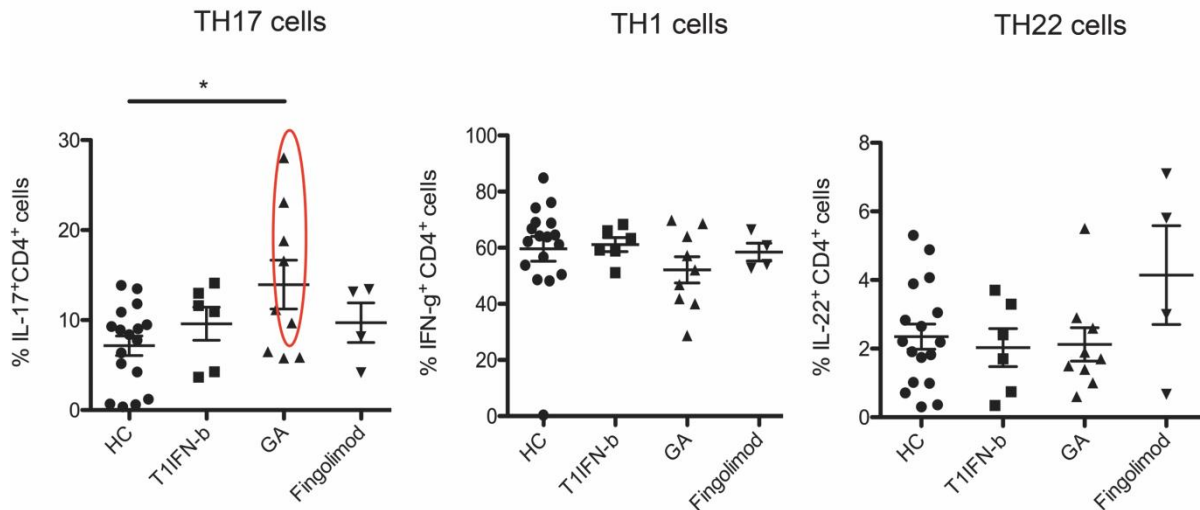 TH17 cells
*
% IL-17⁺CD4⁺ cells
30
20
10
0
HC
T1IFN-b
GA
Fingolimod
TH1 cells
% IFN-g⁺ CD4⁺ cells
100
80
60
40
20
0
HC
T1IFN-b
GA
Fingolimod
TH22 cells
% IL-22⁺ CD4⁺ cells
8
6
4
2
0
HC
T1IFN-b
GA
Fingolimod